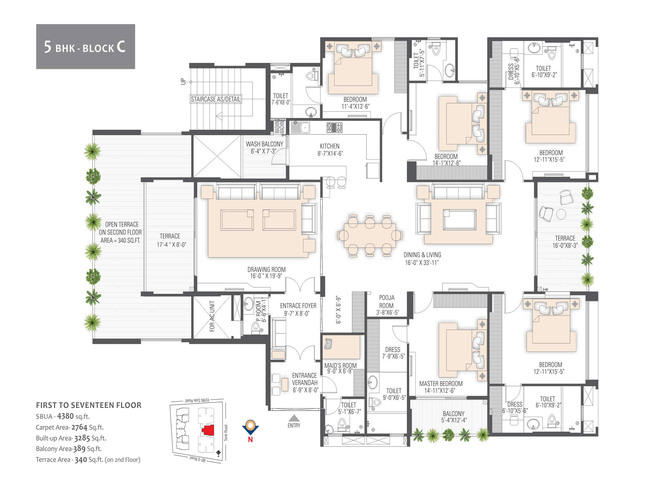 5 BHK - BLOCK C
UP
STAIRCASE AS/DETAIL
TOILET
7'-6"X8'-0"
BEDROOM
11'-4"X13'-6"
TOILET
5'-11"X7'-5"
DRESS
6'-10"X5'-6"
TOILET
6'-10"X9'-2"
WASH BALCONY
6'-4"X 7'-3"
KITCHEN
8'-7"X14'-6"
BEDROOM
14'-1"X12'-8"
BEDROOM
12'-11"X15'-5"
OPEN TERRACE
ON SECOND FLOOR
AREA = 340 SQ.FT.
TERRACE
17'-4 " X 8'-0"
DRAWING ROOM
16'-0 " X 19'-9"
DINING & LIVING
16'-0" X 33'-11"
TERRACE
16'-0"X8'-3"
FOR AC UNIT
P ROOM
ENTRACE FOYER
9'-7" X 8'-0"
6'-0" X 6'-9"
POOJA
ROOM
3'-8"X6'-5"
DRESS
7'-9"X6'-5"
MAID'S ROOM
9'-0" X 6'-9"
ENTRANCE
VERANDAH
6'-9" X 8'-0"
TOILET
9'-0"X6'-5"
MASTER BEDROOM
14'-11"X12'-6"
BEDROOM
12'-11"X15'-5"
TOILET
5'-1"X6'-7"
BALCONY
5'-4"X12'-4"
DRESS
6'-10"X5'-6"
TOILET
6'-10"X9'-2"
ENTRY
FIRST TO SEVENTEEN FLOOR
SBUA - 4380 sq.ft.
Carpet Area- 2764 Sq.ft.
Built-up Area- 3285 Sq.ft.
Balcony Area-389 Sq.ft.
Terrace Area - 340 Sq.ft. (on 2nd Floor)
N